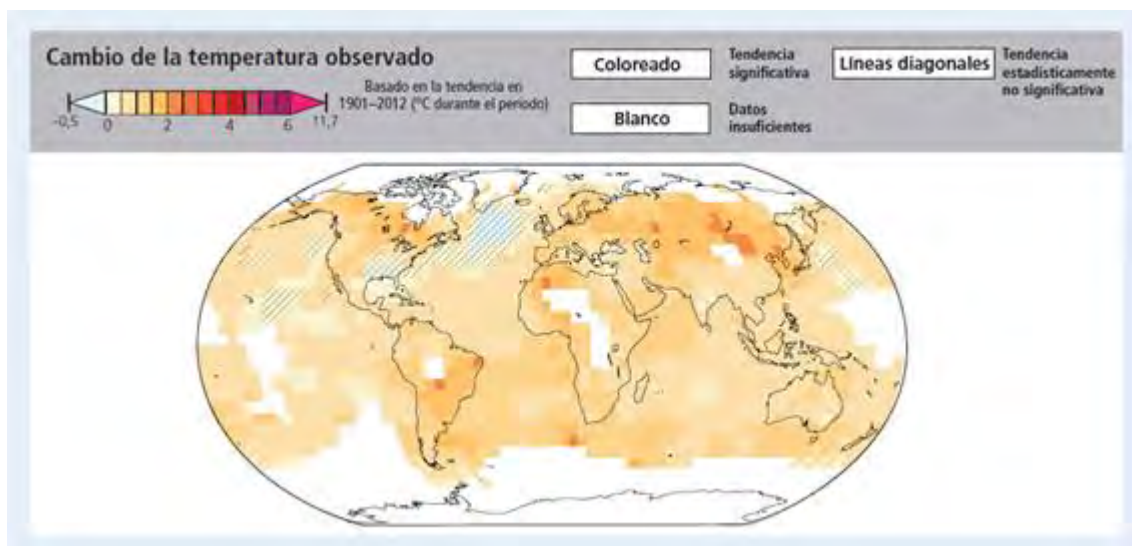 Cambio de la temperatura observado
Basado en la tendencia en
1901–2012 (°C durante el periodo)
-0,5 0 2 4 6 11,7
Coloreado
Tendencia
significativa
Blanco
Datos
insuficientes
Líneas diagonales
Tendencia
estadísticamente
no significativa